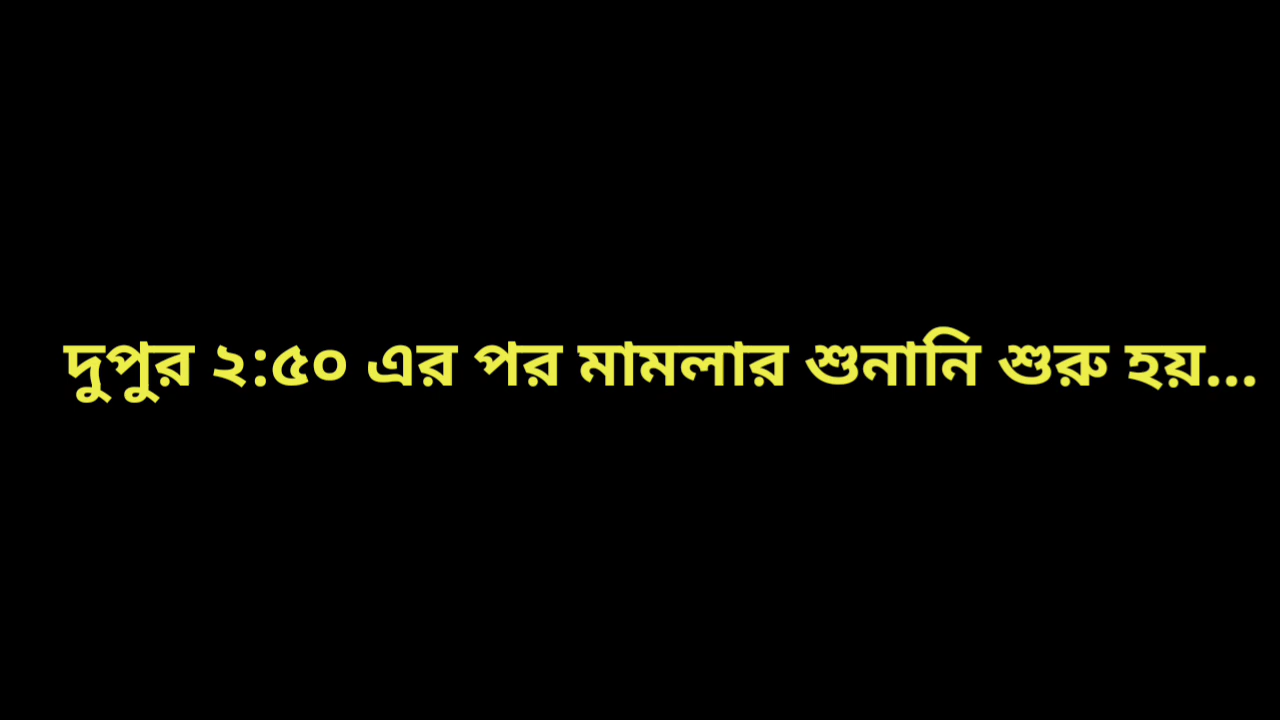 দুপুর ২:৫০ এর পর মামলার শুনানি শুরু হয়...